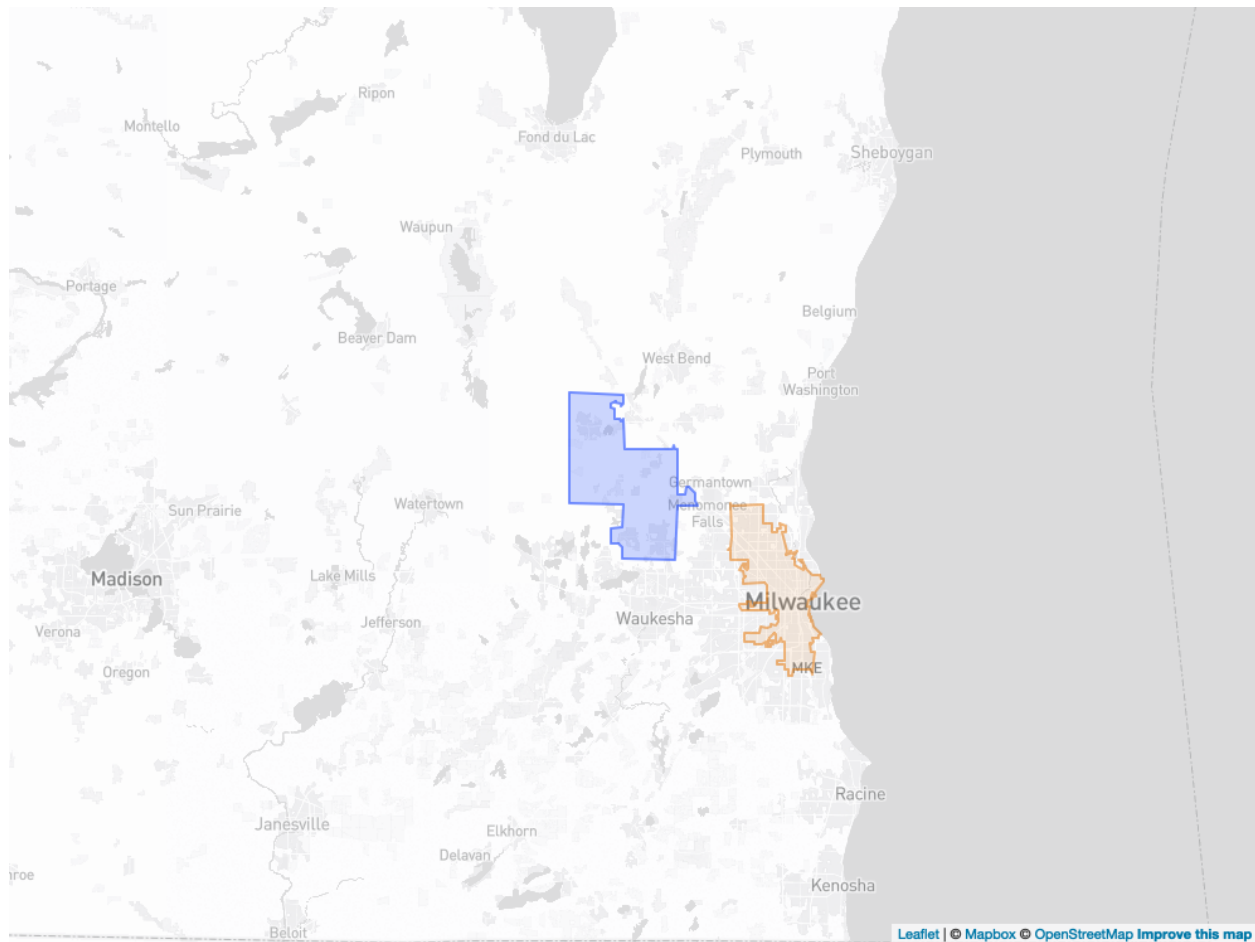 Ripon
Montello
Fond du Lac
Plymouth
Sheboygan
Waupun
Portage
Belgium
Beaver Dam
West Bend
Port
Washington
Germantown
Watertown
Sun Prairie
Menomonee
Falls
Madison
Lake Mills
Milwaukee
Waukesha
Jefferson
Verona
Oregon
MKE
Racine
Janesville
Elkhorn
Delavan
nroe
Kenosha
Beloit
Leaflet | © Mapbox © OpenStreetMap Improve this map